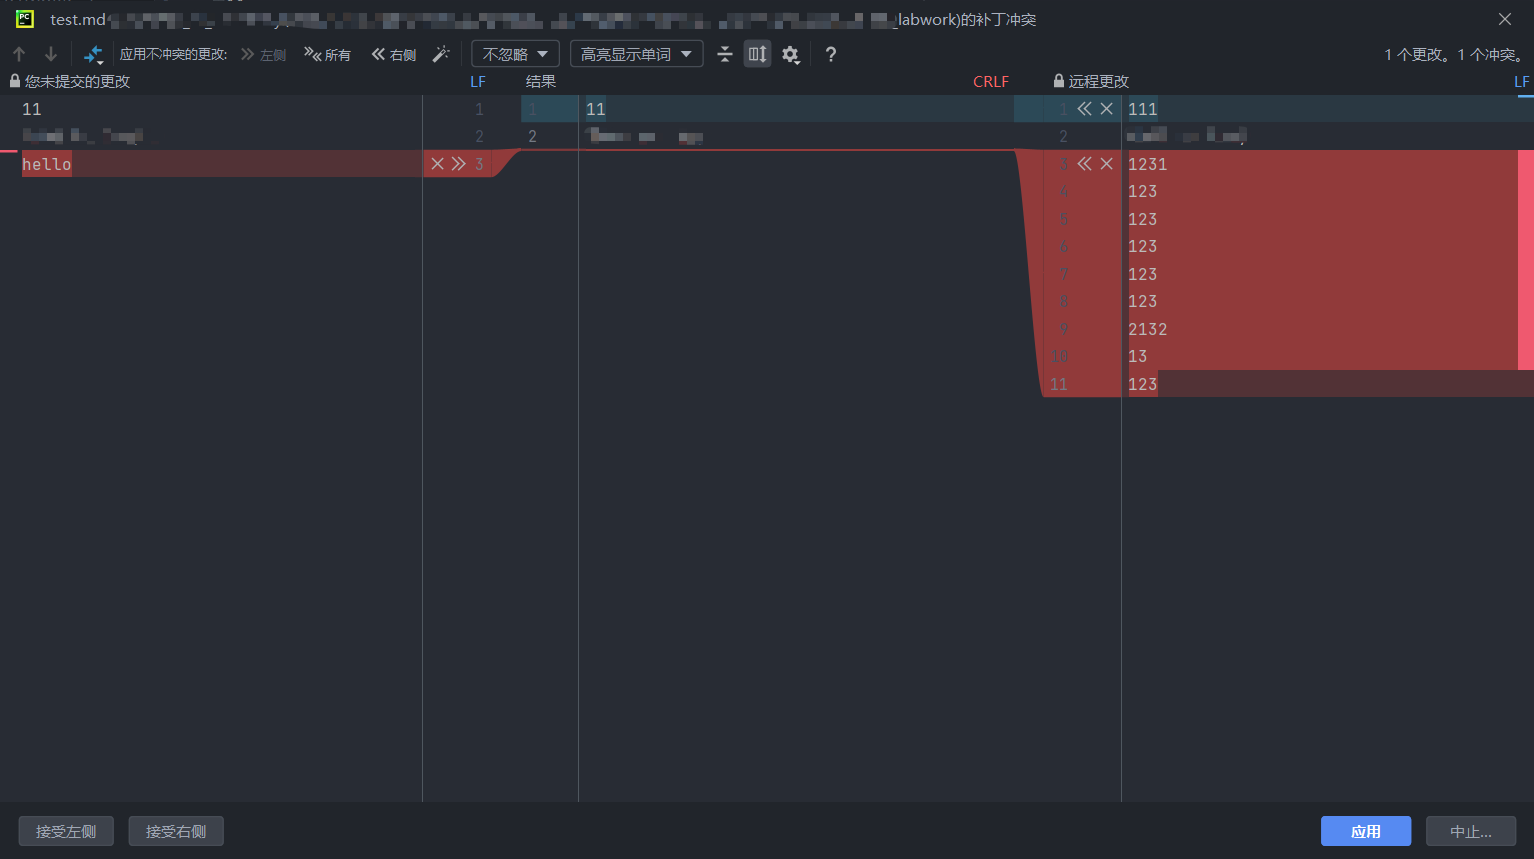 PC test.md labwork)的补丁冲突
应用不冲突的更改: 左侧 所有 右侧 不忽略 高亮显示单词 ? 1 个更改。1 个冲突。
您未提交的更改 LF 结果 CRLF 远程更改 LF
11 1 1 11 1 111
2 2 2
hello 3 3 1231
4 123
5 123
6 123
7 123
8 123
9 2132
10 13
11 123
接受左侧 接受右侧 应用 中止...